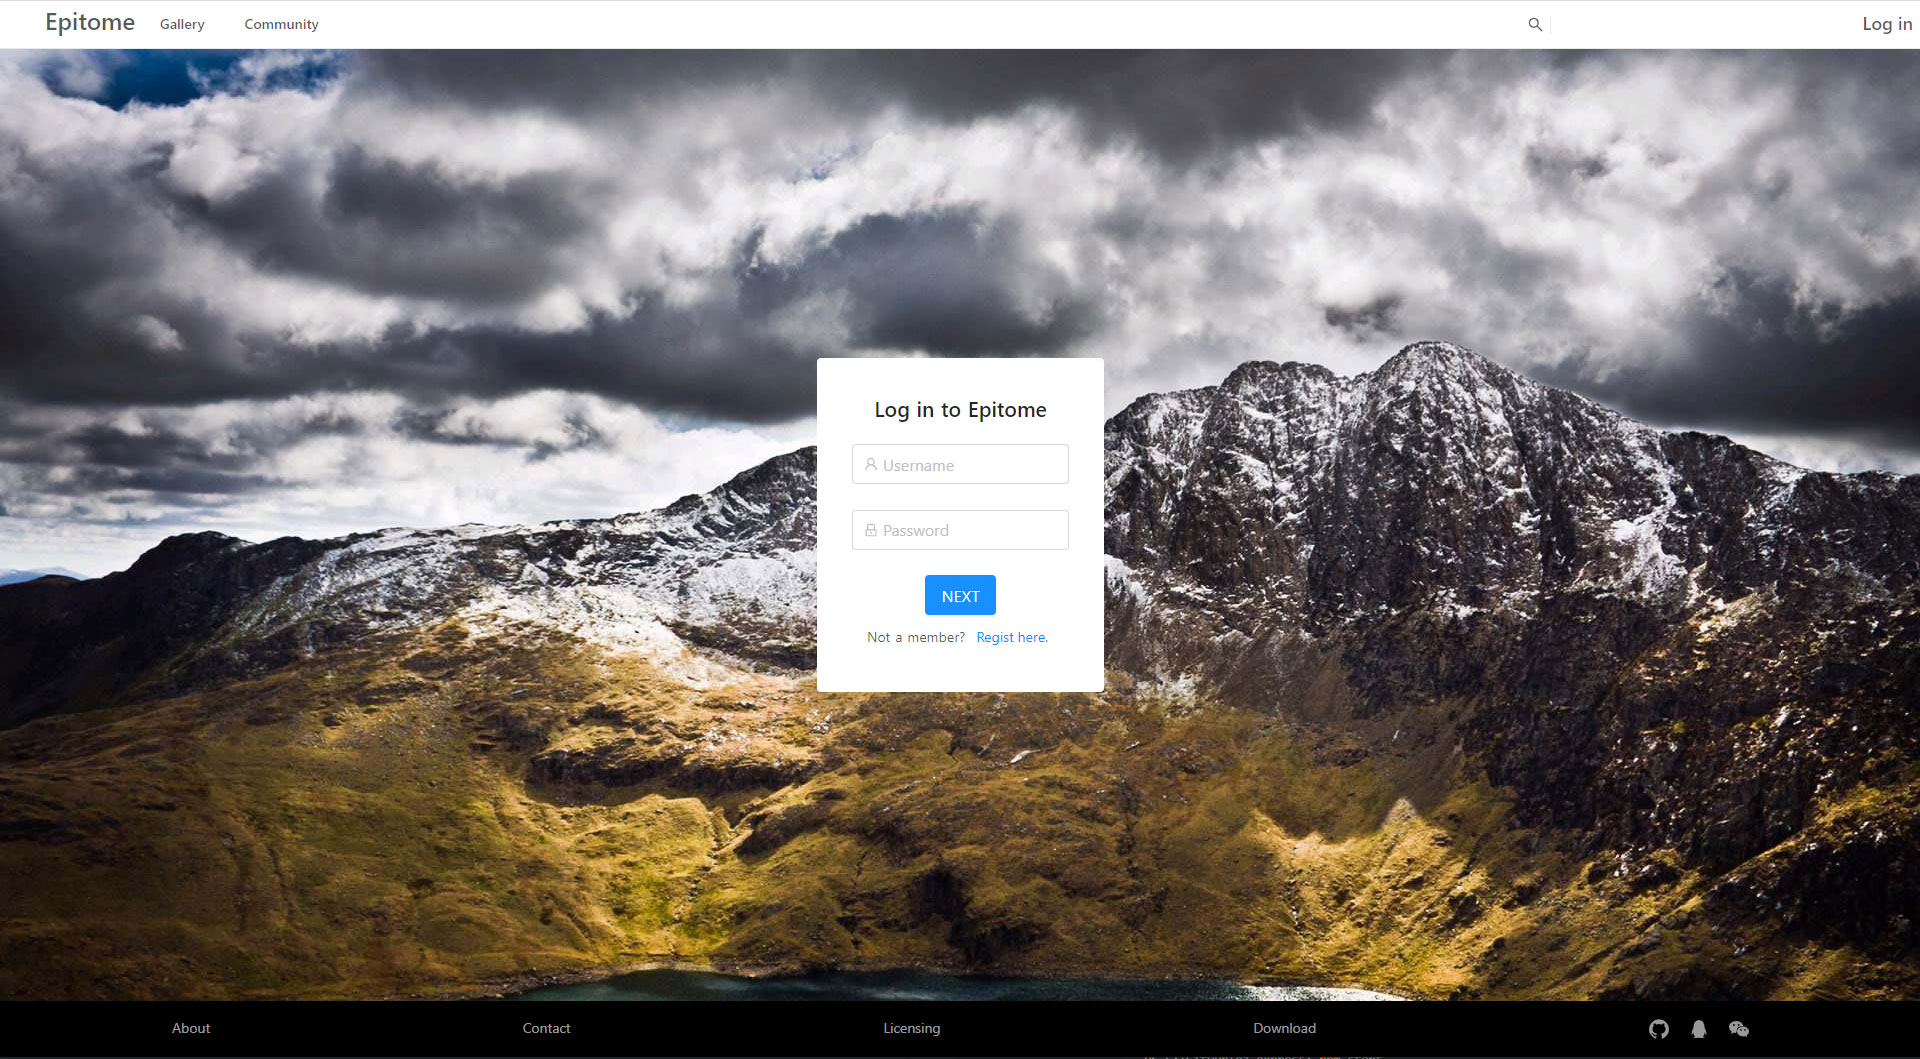 Epitome Gallery Community Log in
Log in to Epitome
Username
Password
NEXT
Not a member? Regist here.
About Contact Licensing Download